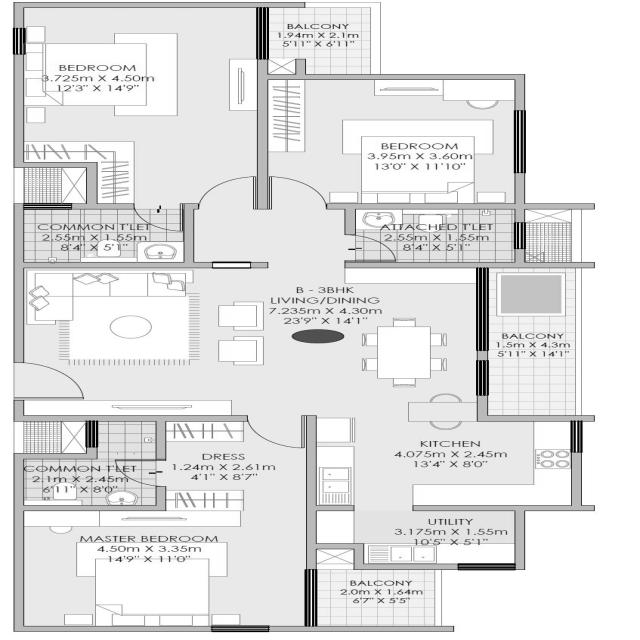 BALCONY
1.94m X 2.1m
5'11" X 6'11"
BEDROOM
3.725m X 4.50m
12'3" X 14'9"
BEDROOM
3.95m X 3.60m
13'0" X 11'10"
COMMON T'LET
2.55m X 1.55m
8'4" X 5'1"
ATTACHED T'LET
2.55m X 1.55m
8'4" X 5'1"
B - 3BHK
LIVING/DINING
7.235m X 4.30m
23'9" X 14'1"
BALCONY
1.5m X 4.3m
5'11" X 14'1"
KITCHEN
4.075m X 2.45m
13'4" X 8'0"
DRESS
1.24m X 2.61m
4'1" X 8'7"
COMMON T'LET
2.1m X 2.45m
6'11" X 8'0"
UTILITY
3.175m X 1.55m
10'5" X 5'1"
MASTER BEDROOM
4.50m X 3.35m
14'9" X 11'0"
BALCONY
2.0m X 1.64m
6'7" X 5'5"